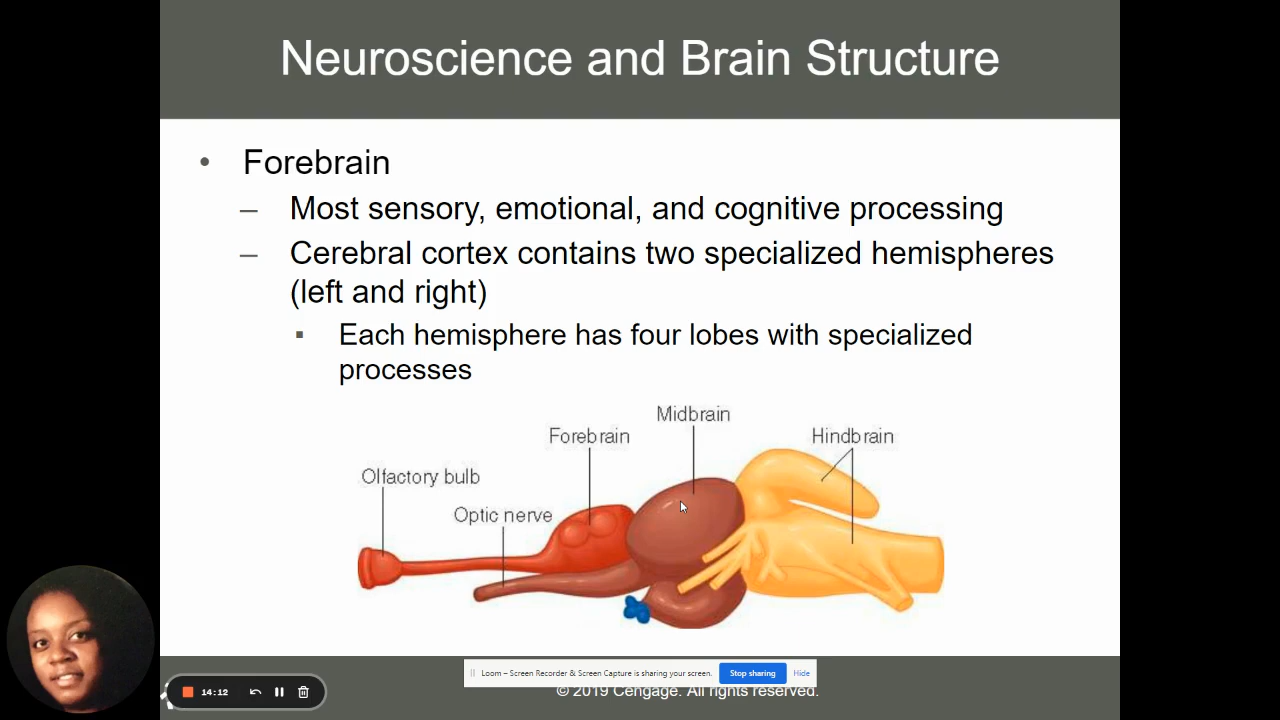 Neuroscience and Brain Structure
• Forebrain
– Most sensory, emotional, and cognitive processing
– Cerebral cortex contains two specialized hemispheres
(left and right)
▪ Each hemisphere has four lobes with specialized
processes
Midbrain
Forebrain
Hindbrain
Olfactory bulb
Optic nerve
Loom – Screen Recorder & Screen Capture is sharing your screen.
Stop sharing
Hide
14:12
© 2019 Cengage. All rights reserved.